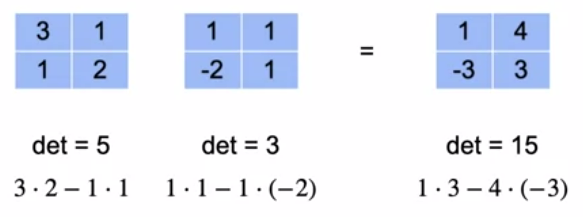 3 1 1 1 = 1 4
1 2 -2 1 -3 3
det = 5 det = 3 det = 15
3 · 2 − 1 · 1 1 · 1 − 1 · (−2) 1 · 3 − 4 · (−3)